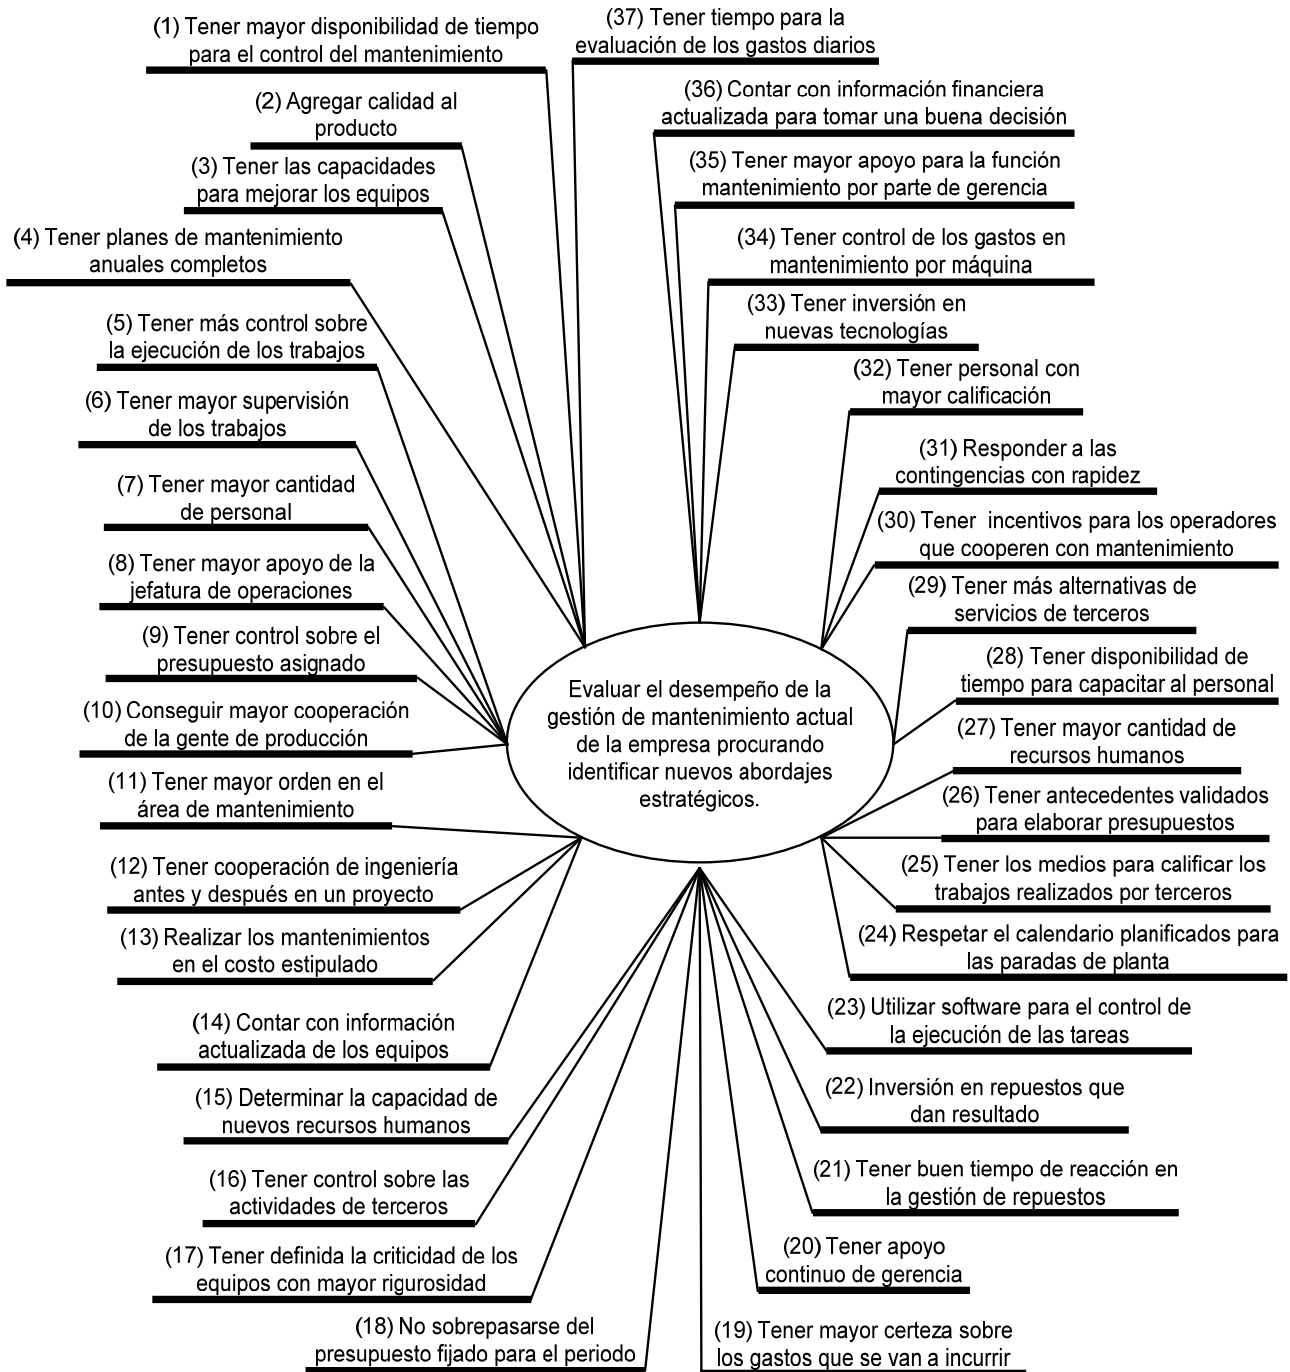 (1) Tener mayor disponibilidad de tiempo
para el control del mantenimiento
(2) Agregar calidad al
producto
(3) Tener las capacidades
para mejorar los equipos
(4) Tener planes de mantenimiento
anuales completos
(5) Tener más control sobre
la ejecución de los trabajos
(6) Tener mayor supervisión
de los trabajos
(7) Tener mayor cantidad
de personal
(8) Tener mayor apoyo de la
jefatura de operaciones
(9) Tener control sobre el
presupuesto asignado
(10) Conseguir mayor cooperación
de la gente de producción
(11) Tener mayor orden en el
área de mantenimiento
(12) Tener cooperación de ingeniería
antes y después en un proyecto
(13) Realizar los mantenimientos
en el costo estipulado
(14) Contar con información
actualizada de los equipos
(15) Determinar la capacidad de
nuevos recursos humanos
(16) Tener control sobre las
actividades de terceros
(17) Tener definida la criticidad de los
equipos con mayor rigurosidad
(18) No sobrepasarse del
presupuesto fijado para el periodo
(19) Tener mayor certeza sobre
los gastos que se van a incurrir
(20) Tener apoyo
continuo de gerencia
(21) Tener buen tiempo de reacción en
la gestión de repuestos
(22) Inversión en repuestos que
dan resultado
(23) Utilizar software para el control de
la ejecución de las tareas
(24) Respetar el calendario planificados para
las paradas de planta
(25) Tener los medios para calificar los
trabajos realizados por terceros
(26) Tener antecedentes validados
para elaborar presupuestos
(27) Tener mayor cantidad de
recursos humanos
(28) Tener disponibilidad de
tiempo para capacitar al personal
(29) Tener más alternativas de
servicios de terceros
(30) Tener incentivos para los operadores
que cooperen con mantenimiento
(31) Responder a las
contingencias con rapidez
(32) Tener personal con
mayor calificación
(33) Tener inversión en
nuevas tecnologías
(34) Tener control de los gastos en
mantenimiento por máquina
(35) Tener mayor apoyo para la función
mantenimiento por parte de gerencia
(36) Contar con información financiera
actualizada para tomar una buena decisión
(37) Tener tiempo para la
evaluación de los gastos diarios
Evaluar el desempeño de la
gestión de mantenimiento actual
de la empresa procurando
identificar nuevos abordajes
estratégicos.